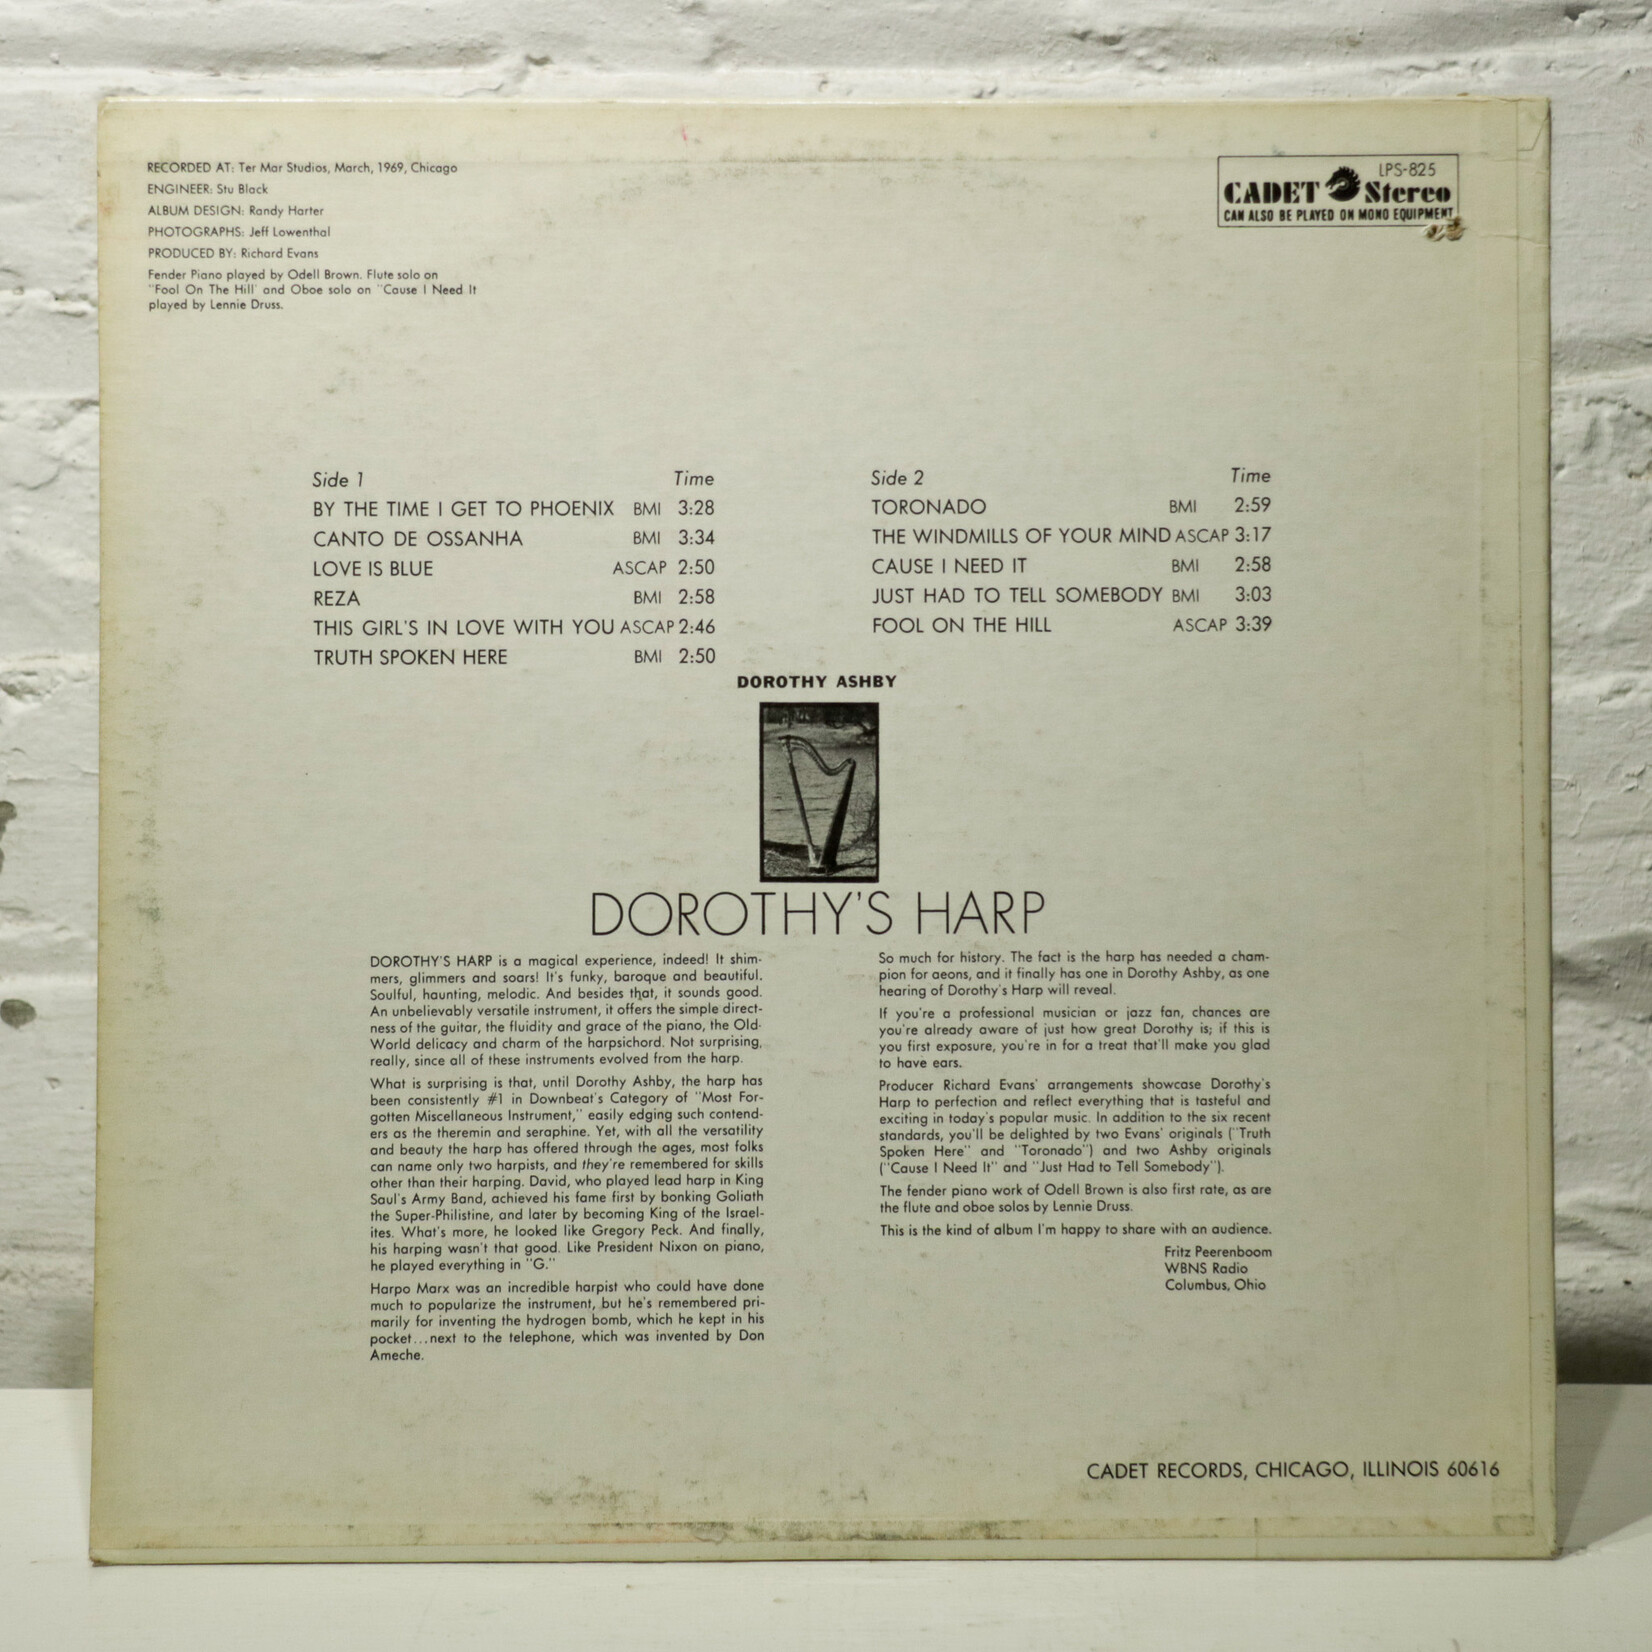 RECORDED AT: Ter Mar Studios, March, 1969, Chicago
ENGINEER: Stu Black
ALBUM DESIGN: Randy Harter
PHOTOGRAPHS: Jeff Lowenthal
PRODUCED BY: Richard Evans
Fender Piano played by Odell Brown. Flute solo on
"Fool On The Hill' and Oboe solo on "Cause I Need It
played by Lennie Druss.
LPS-825
CADET Stereo
CAN ALSO BE PLAYED ON MONO EQUIPMENT
Side 1 Time
BY THE TIME I GET TO PHOENIX BMI 3:28
CANTO DE OSSANHA BMI 3:34
LOVE IS BLUE ASCAP 2:50
REZA BMI 2:58
THIS GIRL'S IN LOVE WITH YOU ASCAP 2:46
TRUTH SPOKEN HERE BMI 2:50
Side 2 Time
TORONADO BMI 2:59
THE WINDMILLS OF YOUR MIND ASCAP 3:17
CAUSE I NEED IT BMI 2:58
JUST HAD TO TELL SOMEBODY BMI 3:03
FOOL ON THE HILL ASCAP 3:39
DOROTHY ASHBY
DOROTHY'S HARP
DOROTHY'S HARP is a magical experience, indeed! It shim-
mers, glimmers and soars! It's funky, baroque and beautiful.
Soulful, haunting, melodic. And besides that, it sounds good.
An unbelievably versatile instrument, it offers the simple direct-
ness of the guitar, the fluidity and grace of the piano, the Old-
World delicacy and charm of the harpsichord. Not surprising,
really, since all of these instruments evolved from the harp.
What is surprising is that, until Dorothy Ashby, the harp has
been consistently #1 in Downbeat's Category of "Most For-
gotten Miscellaneous Instrument," easily edging such contend-
ers as the theremin and seraphine. Yet, with all the versatility
and beauty the harp has offered through the ages, most folks
can name only two harpists, and they're remembered for skills
other than their harping. David, who played lead harp in King
Saul's Army Band, achieved his fame first by bonking Goliath
the Super-Philistine, and later by becoming King of the Israel-
ites. What's more, he looked like Gregory Peck. And finally,
his harping wasn't that good. Like President Nixon on piano,
he played everything in "G."
Harpo Marx was an incredible harpist who could have done
much to popularize the instrument, but he's remembered pri-
marily for inventing the hydrogen bomb, which he kept in his
pocket...next to the telephone, which was invented by Don
Ameche.
So much for history. The fact is the harp has needed a cham-
pion for aeons, and it finally has one in Dorothy Ashby, as one
hearing of Dorothy's Harp will reveal.
If you're a professional musician or jazz fan, chances are
you're already aware of just how great Dorothy is; if this is
you first exposure, you're in for a treat that'll make you glad
to have ears.
Producer Richard Evans' arrangements showcase Dorothy's
Harp to perfection and reflect everything that is tasteful and
exciting in today's popular music. In addition to the six recent
standards, you'll be delighted by two Evans' originals ("Truth
Spoken Here" and "Toronado") and two Ashby originals
("Cause I Need It" and "Just Had to Tell Somebody").
The fender piano work of Odell Brown is also first rate, as are
the flute and oboe solos by Lennie Druss.
This is the kind of album I'm happy to share with an audience.
Fritz Peerenboom
WBNS Radio
Columbus, Ohio
CADET RECORDS, CHICAGO, ILLINOIS 60616